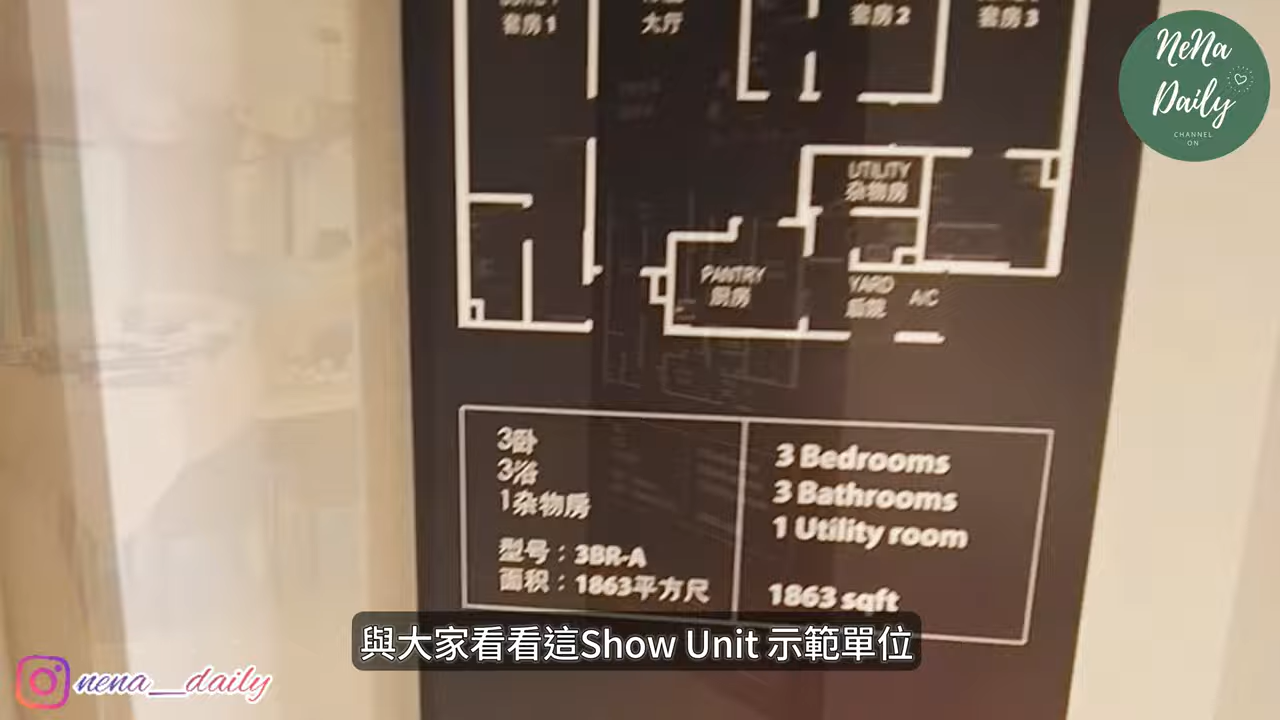 套房1
大厅
套房2
套房3
NeNa
Daily
CHANNEL
ON
UTILITY
杂物房
PANTRY
厨房
YARD
后院
A/C
3卧
3浴
1杂物房
型号：3BR-A
面积：1863平方尺
3 Bedrooms
3 Bathrooms
1 Utility room
1863 sqft
與大家看看這Show Unit 示範單位
nena__daily